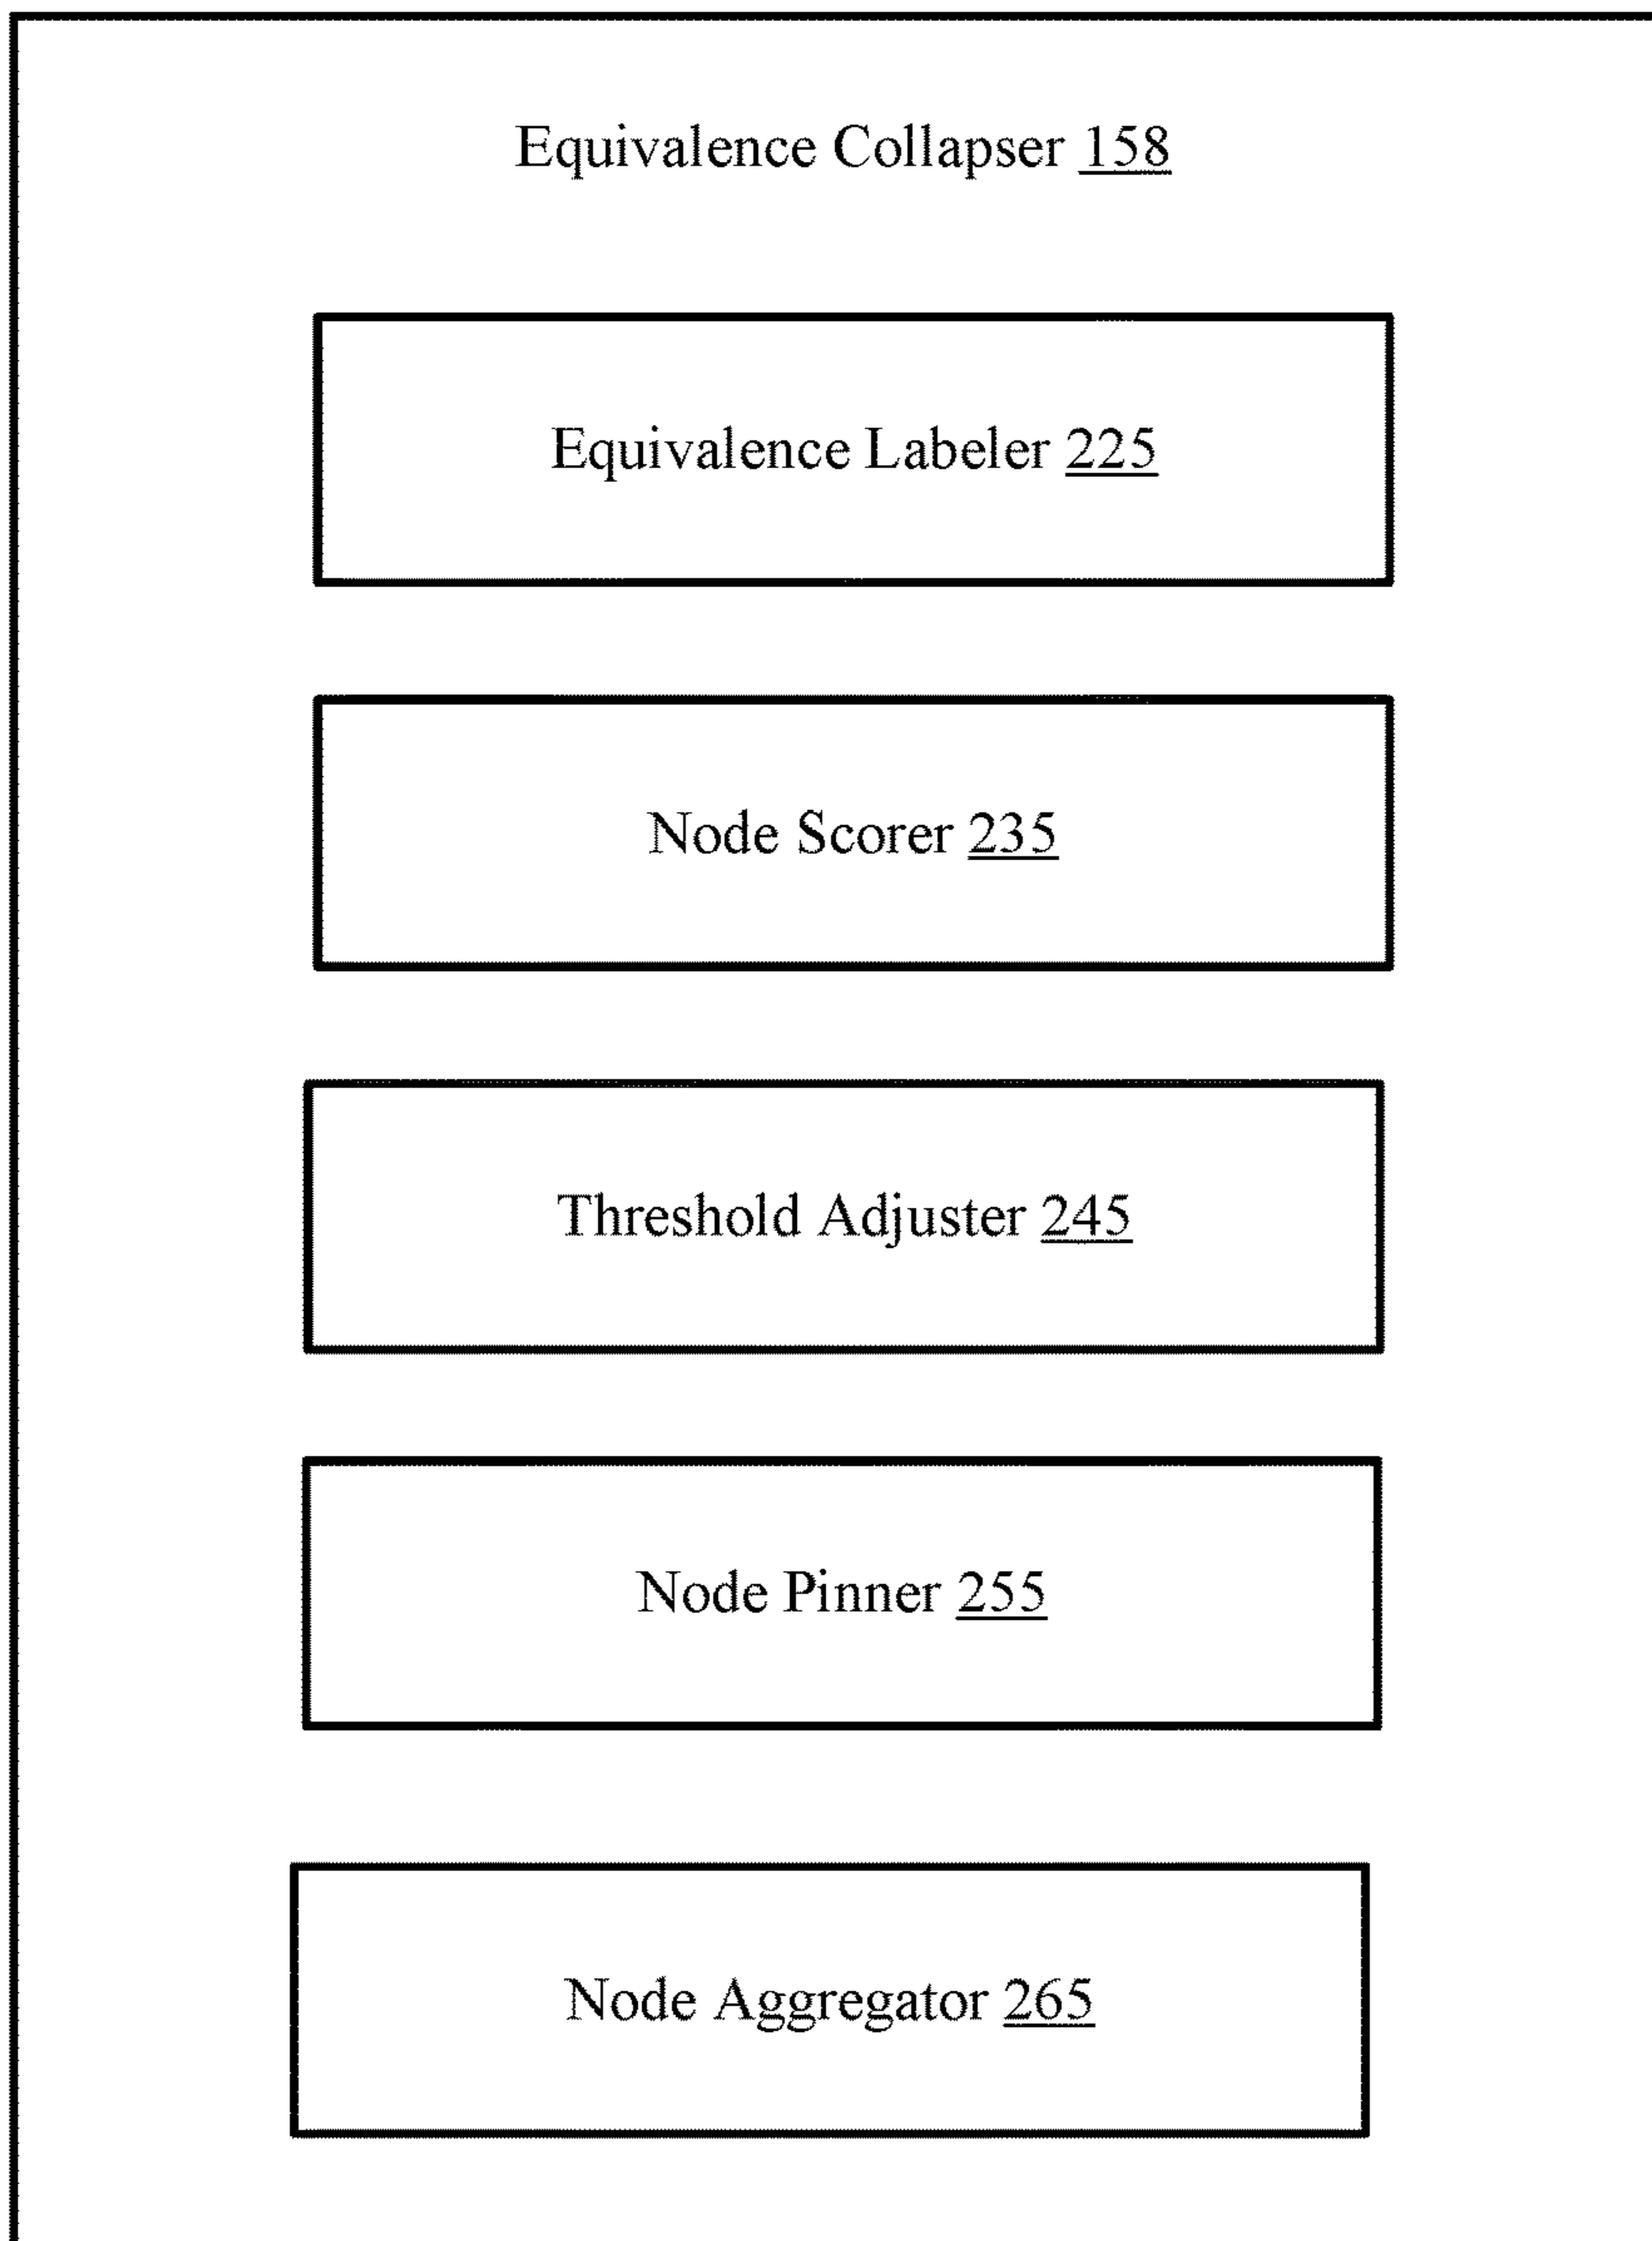 Equivalence Collapser 158
Equivalence Labeler 225
Node Scorer 235
Threshold Adjuster 245
Node Pinner 255
Node Aggregator 265